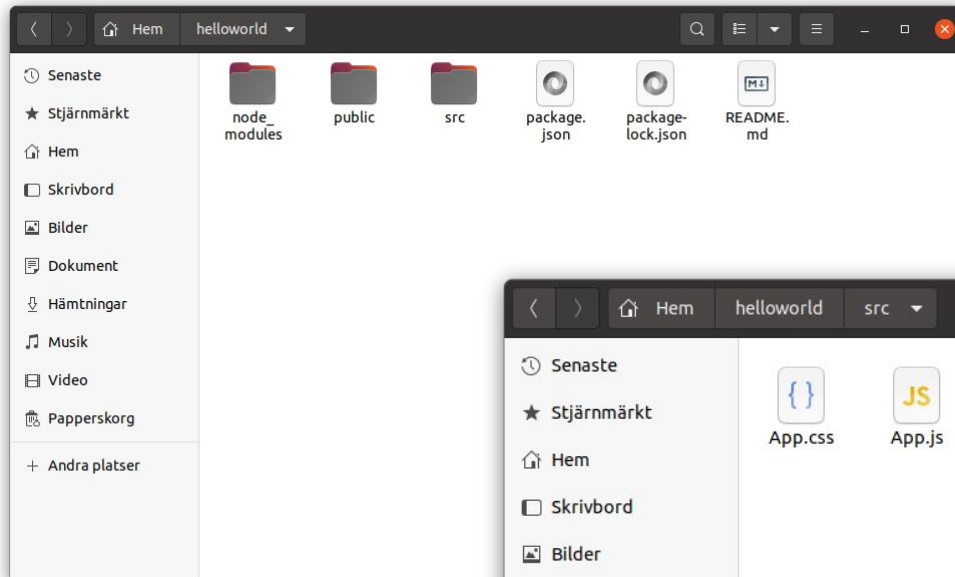 Hem helloworld
Senaste
Stjärnmärkt
Hem
Skrivbord
Bilder
Dokument
Hämtningar
Musik
Video
Papperskorg
+ Andra platser
node_
modules
public
src
package.
json
package-
lock.json
M↓
README.
md
Hem helloworld src
Senaste
Stjärnmärkt
Hem
Skrivbord
Bilder
{ }
App.css
JS
App.js